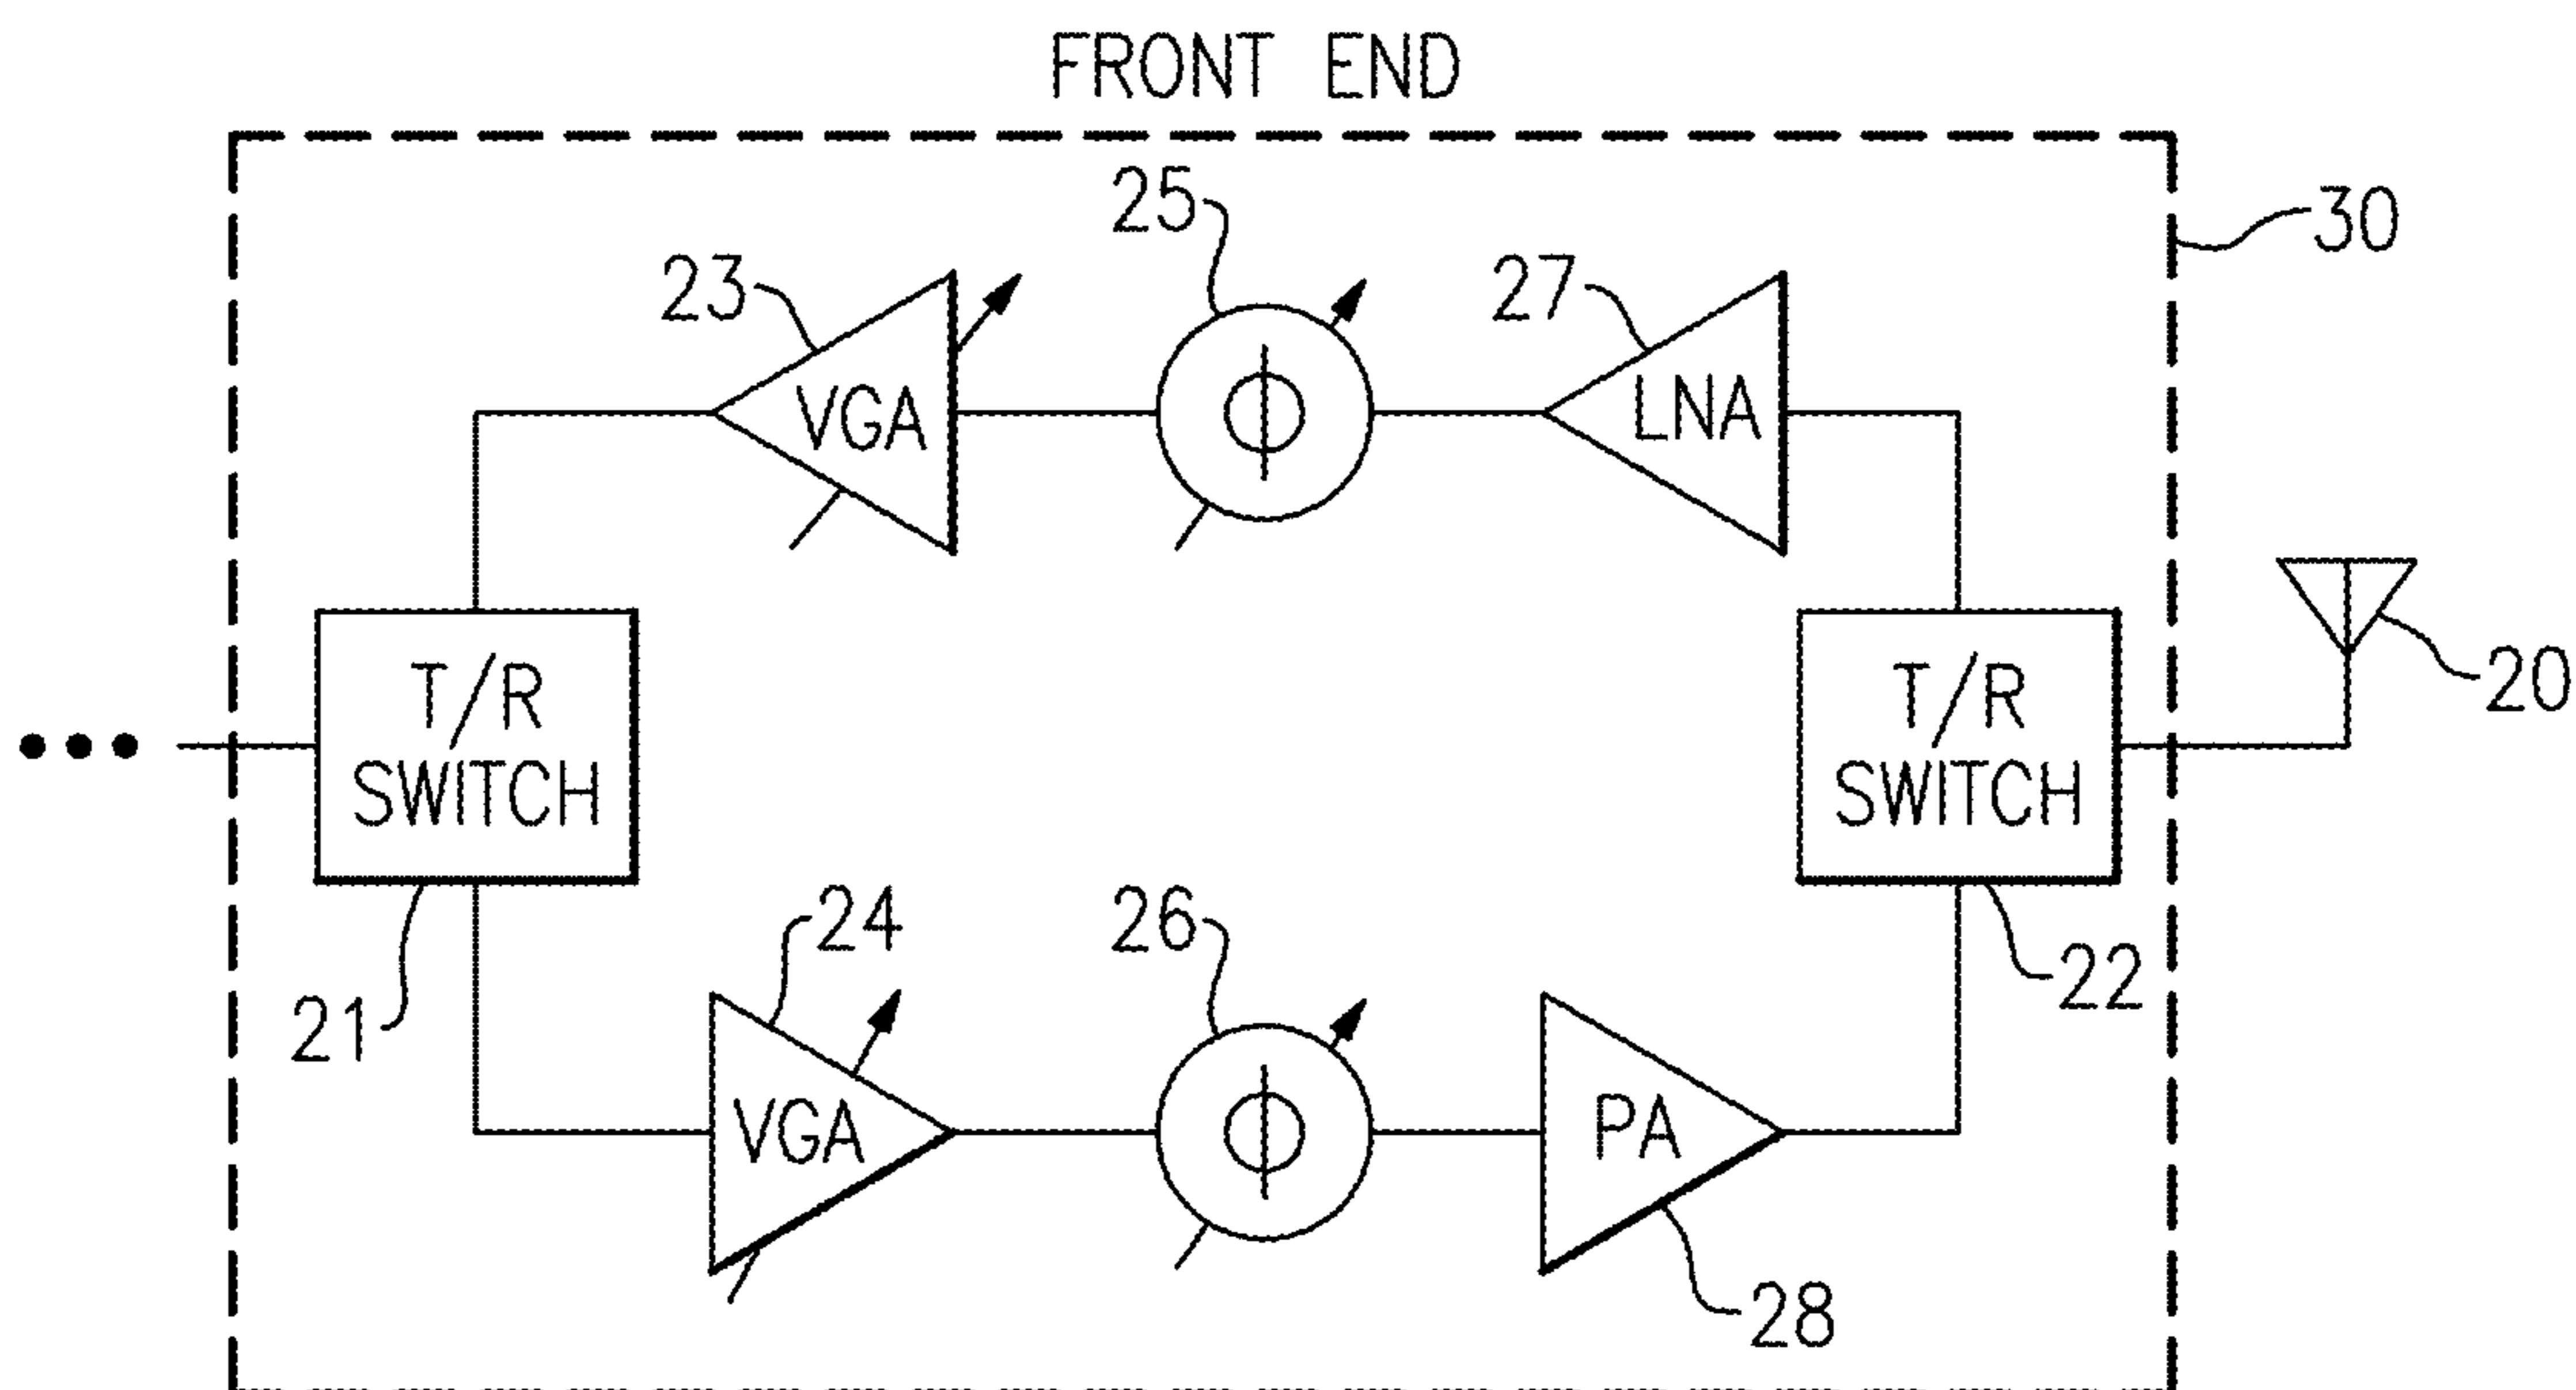 FRONT END
25
30
23
27
VGA
LNA
T/R
SWITCH
T/R
SWITCH
20
24
26
22
21
VGA
PA
28